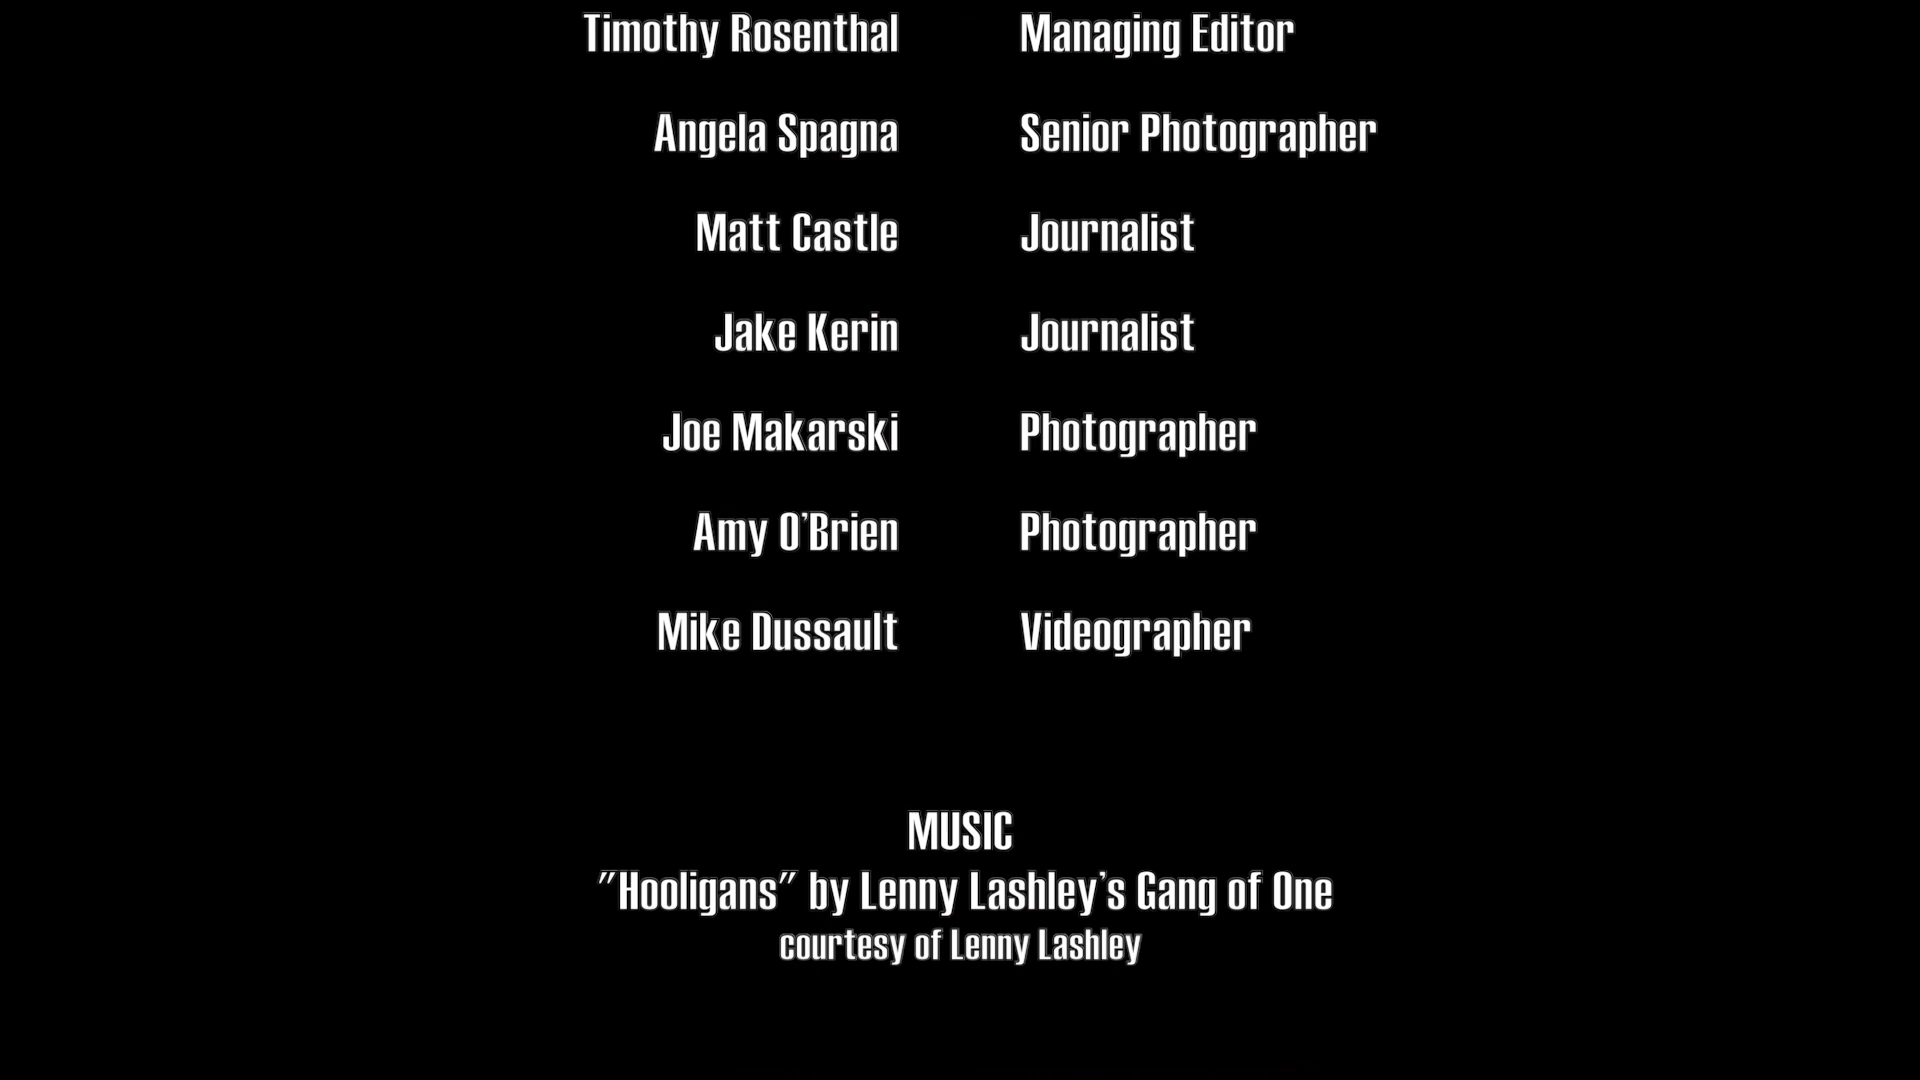 Timothy Rosenthal Managing Editor
Angela Spagna Senior Photographer
Matt Castle Journalist
Jake Kerin Journalist
Joe Makarski Photographer
Amy O'Brien Photographer
Mike Dussault Videographer
MUSIC
"Hooligans" by Lenny Lashley's Gang of One
courtesy of Lenny Lashley